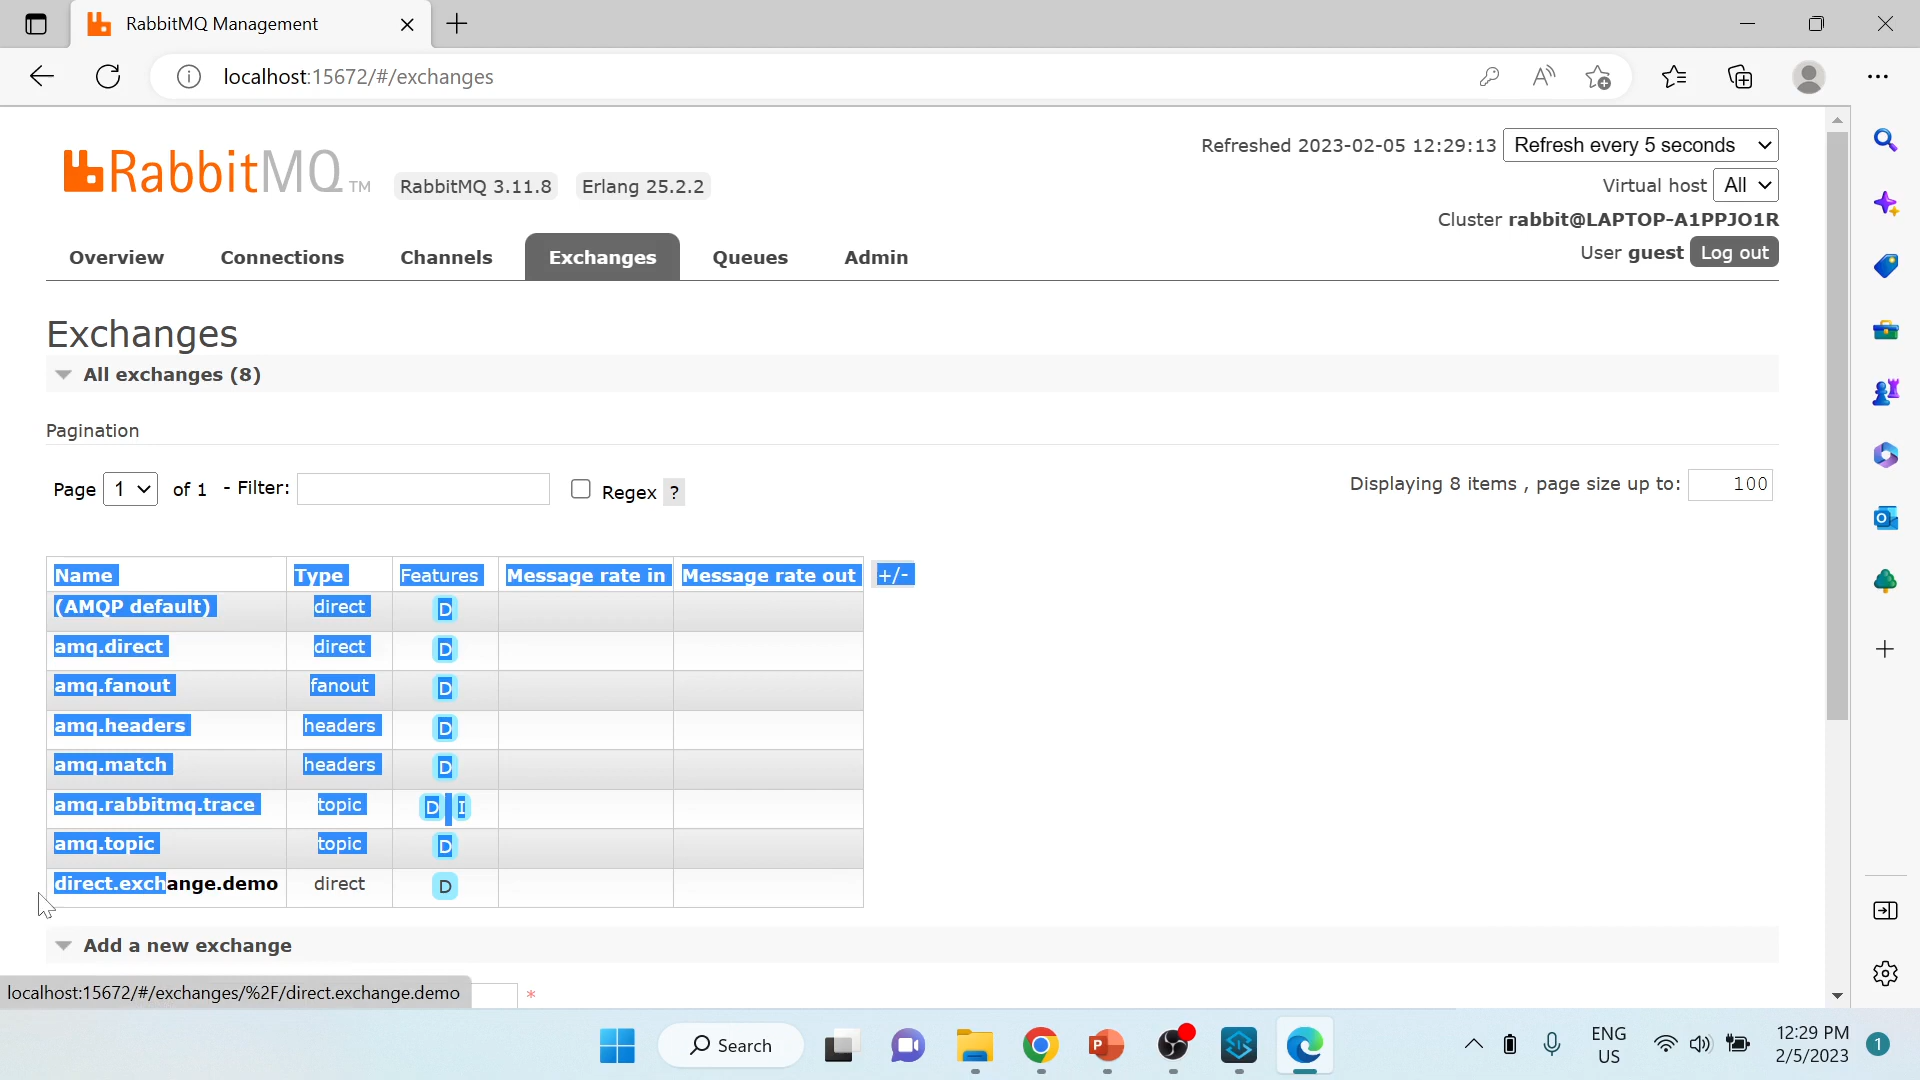 RabbitMQ Management
localhost:15672/#/exchanges
Refreshed 2023-02-05 12:29:13 Refresh every 5 seconds
RabbitMQ TM RabbitMQ 3.11.8 Erlang 25.2.2
Virtual host All
Cluster rabbit@LAPTOP-A1PPJO1R
User guest Log out
Overview Connections Channels Exchanges Queues Admin
Exchanges
All exchanges (8)
Pagination
Page 1 of 1 - Filter: Regex ? Displaying 8 items , page size up to: 100
Name Type Features Message rate in Message rate out +/-
(AMQP default) direct D
amq.direct direct D
amq.fanout fanout D
amq.headers headers D
amq.match headers D
amq.rabbitmq.trace topic D I
amq.topic topic D
direct.exchange.demo direct D
Add a new exchange
localhost:15672/#/exchanges/%2F/direct.exchange.demo *
Search
ENG
US
12:29 PM
2/5/2023
1